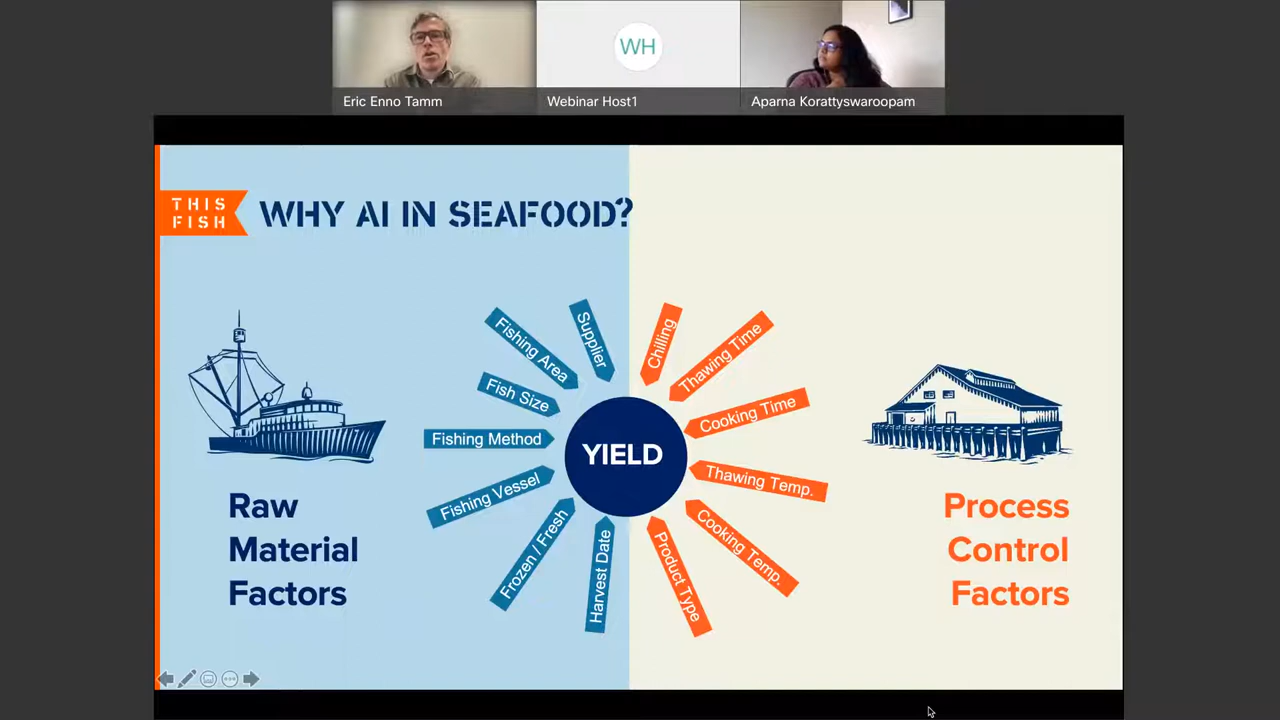 WH
Eric Enno Tamm
Webinar Host1
Aparna Korattyswaroopam
THIS
FISH
WHY AI IN SEAFOOD?
Supplier
Fishing Area
Fish Size
Fishing Method
Fishing Vessel
Frozen / Fresh
Harvest Date
YIELD
Chilling
Thawing Time
Cooking Time
Thawing Temp.
Cooking Temp.
Product Type
Raw
Material
Factors
Process
Control
Factors